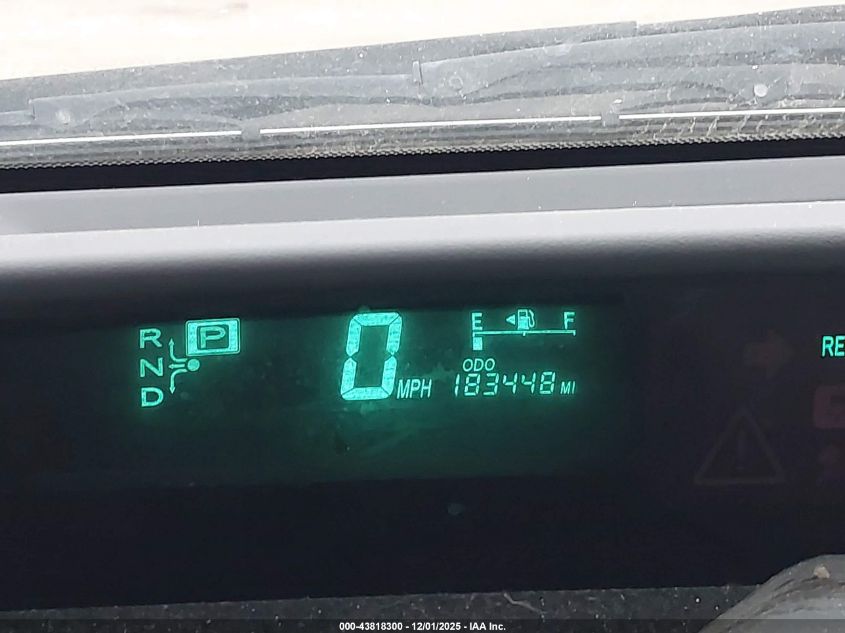 R P
N
D
0 MPH
E F
ODO
183448 MI
RE
000-43818300 - 12/01/2025 - IAA Inc.